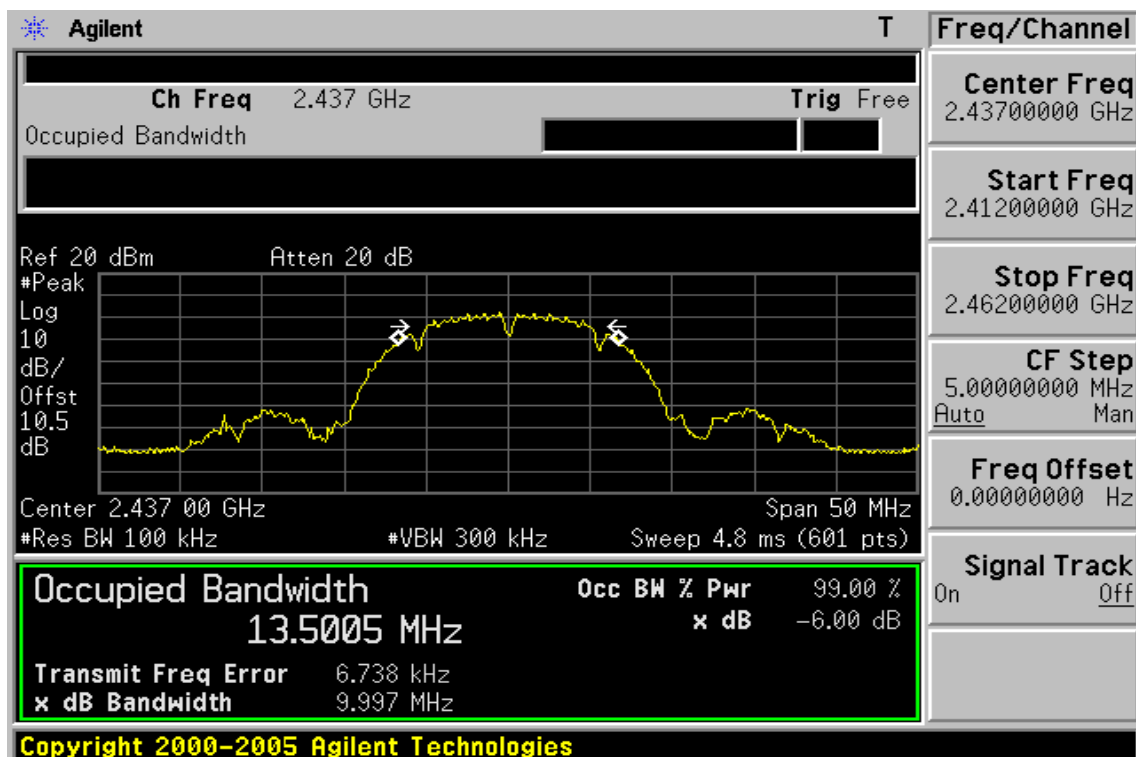 Agilent T Freq/Channel
Ch Freq 2.437 GHz Trig Free
Occupied Bandwidth
Center Freq
2.43700000 GHz
Start Freq
2.41200000 GHz
Stop Freq
2.46200000 GHz
CF Step
5.00000000 MHz
Auto Man
Freq Offset
0.00000000 Hz
Signal Track
On Off
Ref 20 dBm Atten 20 dB
#Peak
Log
10
dB/
Offst
10.5
dB
Center 2.437 00 GHz Span 50 MHz
#Res BW 100 kHz #VBW 300 kHz Sweep 4.8 ms (601 pts)
Occupied Bandwidth Occ BW % Pwr 99.00 %
13.5005 MHz x dB -6.00 dB
Transmit Freq Error 6.738 kHz
x dB Bandwidth 9.997 MHz
Copyright 2000-2005 Agilent Technologies